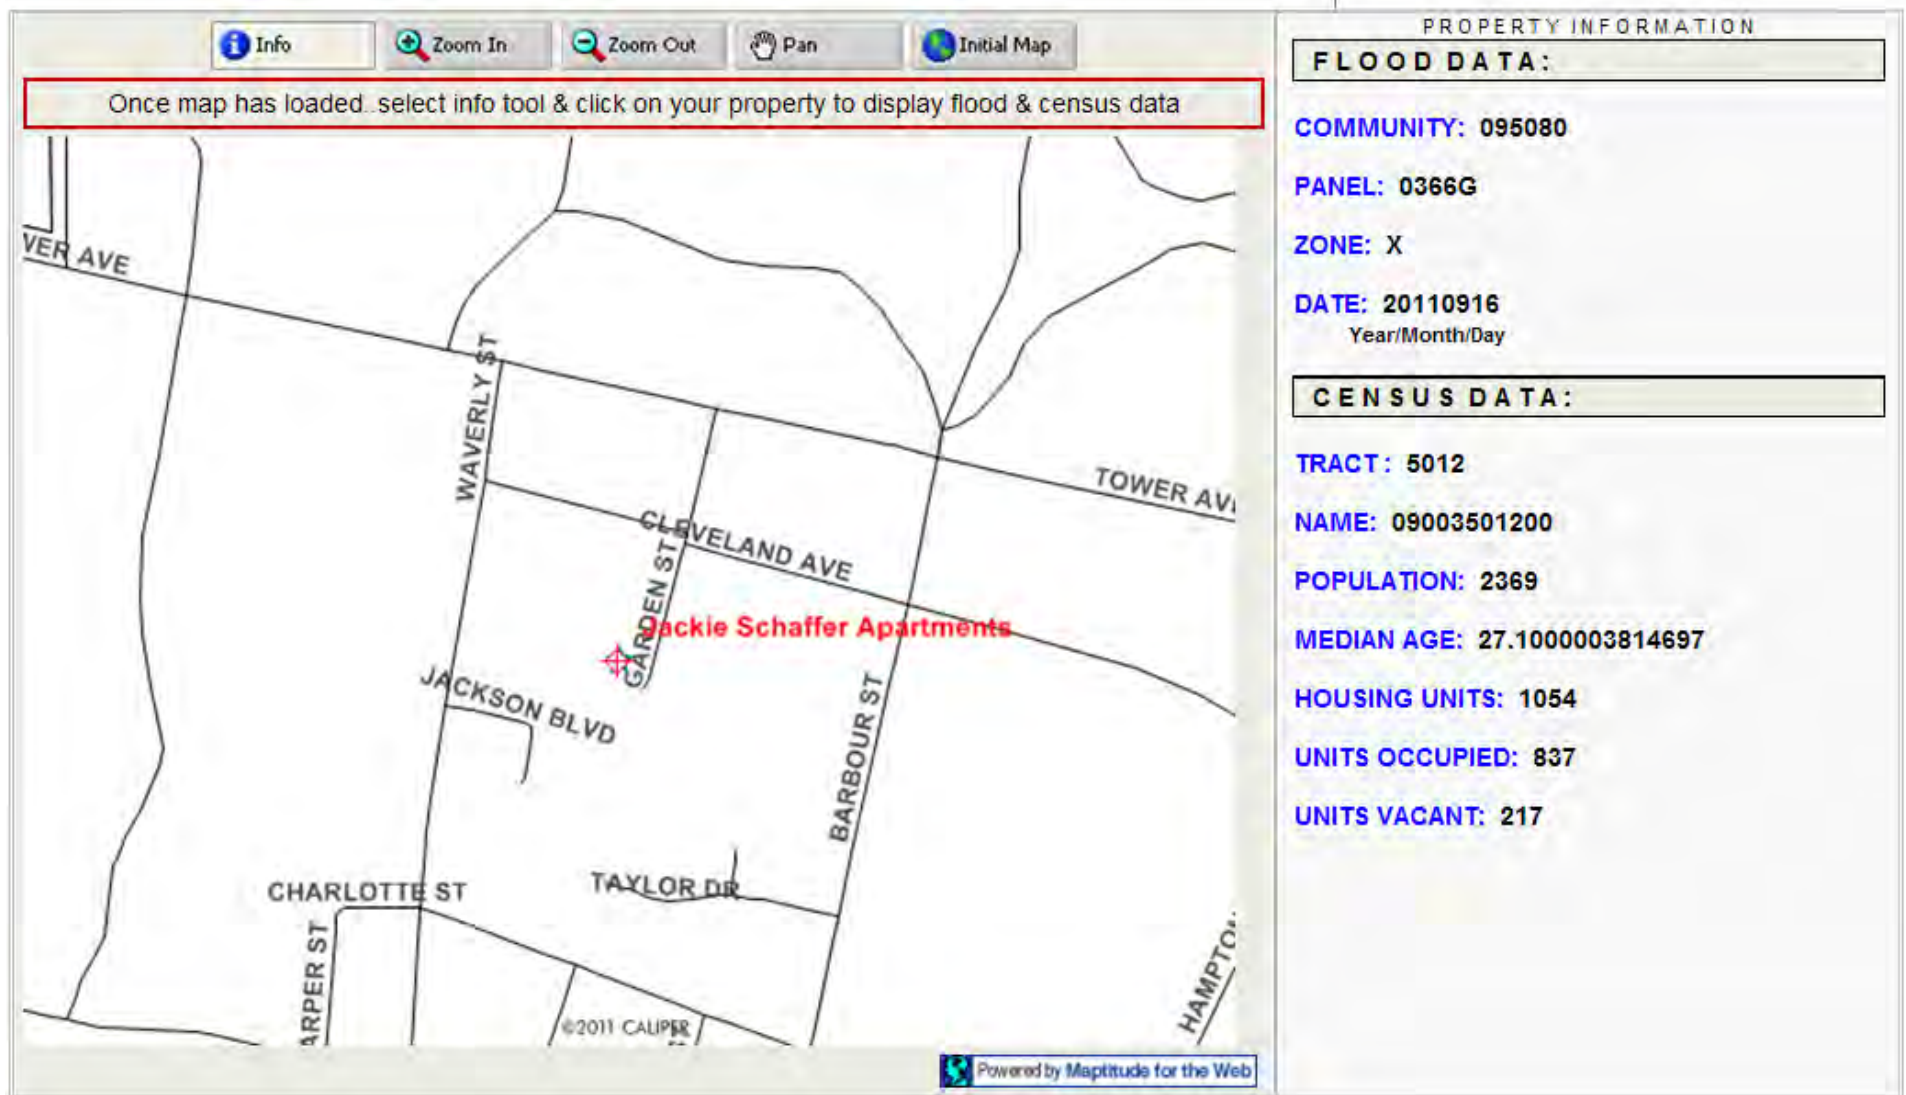 Info
Zoom In
Zoom Out
Pan
Initial Map
Once map has loaded..select info tool & click on your property to display flood & census data
VER AVE
WAVERLY ST
TOWER AV
CLEVELAND AVE
GARDEN ST
Jackie Schaffer Apartments
JACKSON BLVD
BARBOUR ST
CHARLOTTE ST
TAYLOR DR
ARPER ST
HAMPTON
©2011 CALIPER
ST
Powered by Maptitude for the Web
PROPERTY INFORMATION
FLOOD DATA:
COMMUNITY: 095080
PANEL: 0366G
ZONE: X
DATE: 20110916
Year/Month/Day
CENSUS DATA:
TRACT : 5012
NAME: 09003501200
POPULATION: 2369
MEDIAN AGE: 27.1000003814697
HOUSING UNITS: 1054
UNITS OCCUPIED: 837
UNITS VACANT: 217